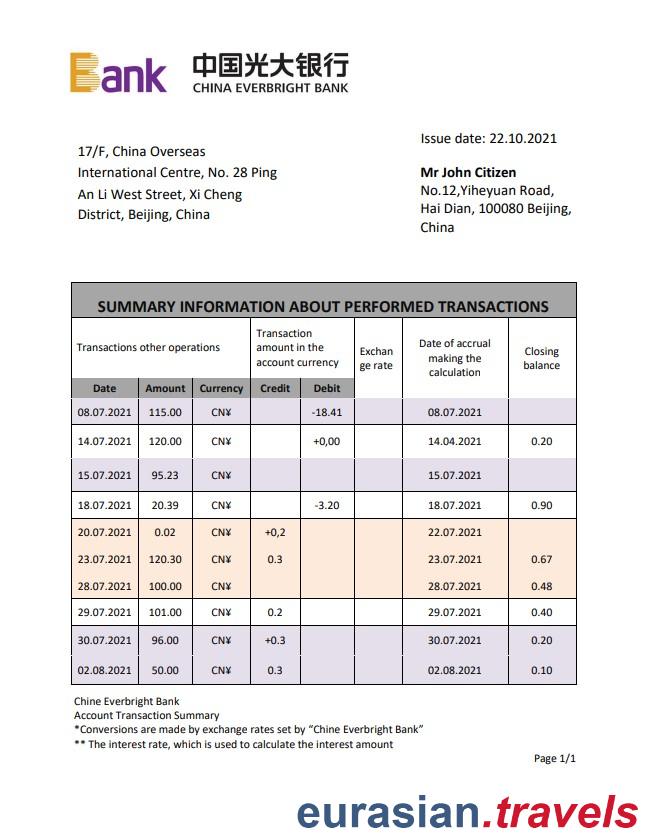 Bank 中国光大银行
CHINA EVERBRIGHT BANK
Issue date: 22.10.2021
17/F, China Overseas
International Centre, No. 28 Ping
An Li West Street, Xi Cheng
District, Beijing, China
Mr John Citizen
No.12,Yiheyuan Road,
Hai Dian, 100080 Beijing,
China
SUMMARY INFORMATION ABOUT PERFORMED TRANSACTIONS
Transactions other operations
Transaction
amount in the
account currency
Exchan
ge rate
Date of accrual
making the
calculation
Closing
balance
Date Amount Currency Credit Debit
08.07.2021 115.00 CN¥ -18.41 08.07.2021
14.07.2021 120.00 CN¥ +0,00 14.04.2021 0.20
15.07.2021 95.23 CN¥ 15.07.2021
18.07.2021 20.39 CN¥ -3.20 18.07.2021 0.90
20.07.2021 0.02 CN¥ +0,2 22.07.2021
23.07.2021 120.30 CN¥ 0.3 23.07.2021 0.67
28.07.2021 100.00 CN¥ 28.07.2021 0.48
29.07.2021 101.00 CN¥ 0.2 29.07.2021 0.40
30.07.2021 96.00 CN¥ +0.3 30.07.2021 0.20
02.08.2021 50.00 CN¥ 0.3 02.08.2021 0.10
Chine Everbright Bank
Account Transaction Summary
*Conversions are made by exchange rates set by “Chine Everbright Bank”
** The interest rate, which is used to calculate the interest amount
Page 1/1
eurasian.travels